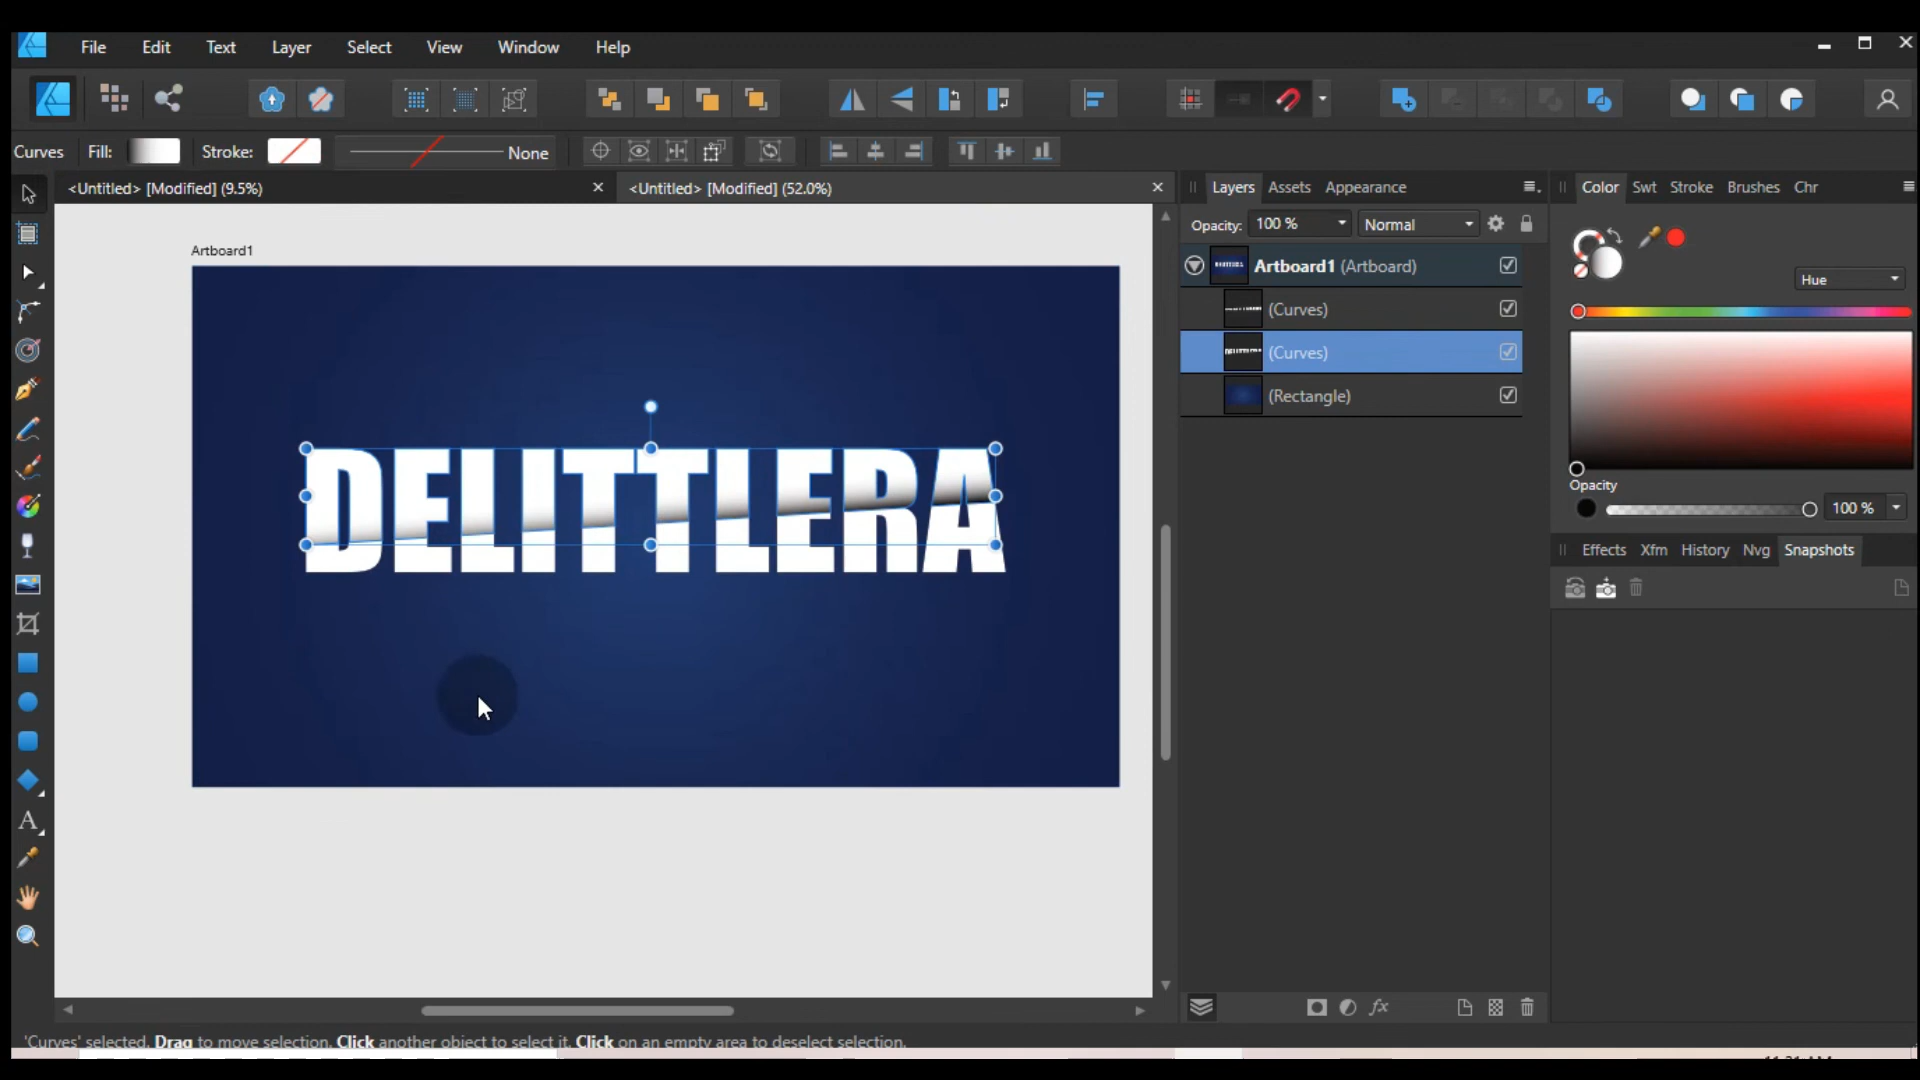 File Edit Text Layer Select View Window Help
Curves Fill: Stroke: None
<Untitled> [Modified] (9.5%) <Untitled> [Modified] (52.0%)
Layers Assets Appearance
Color Swt Stroke Brushes Chr
Opacity: 100 % Normal
Artboard1
Artboard1 (Artboard)
(Curves)
(Curves)
(Rectangle)
Hue
Opacity
100 %
Effects Xfm History Nvg Snapshots
DELITTLERA
'Curves' selected. Drag to move selection. Click another object to select it. Click on an empty area to deselect selection.